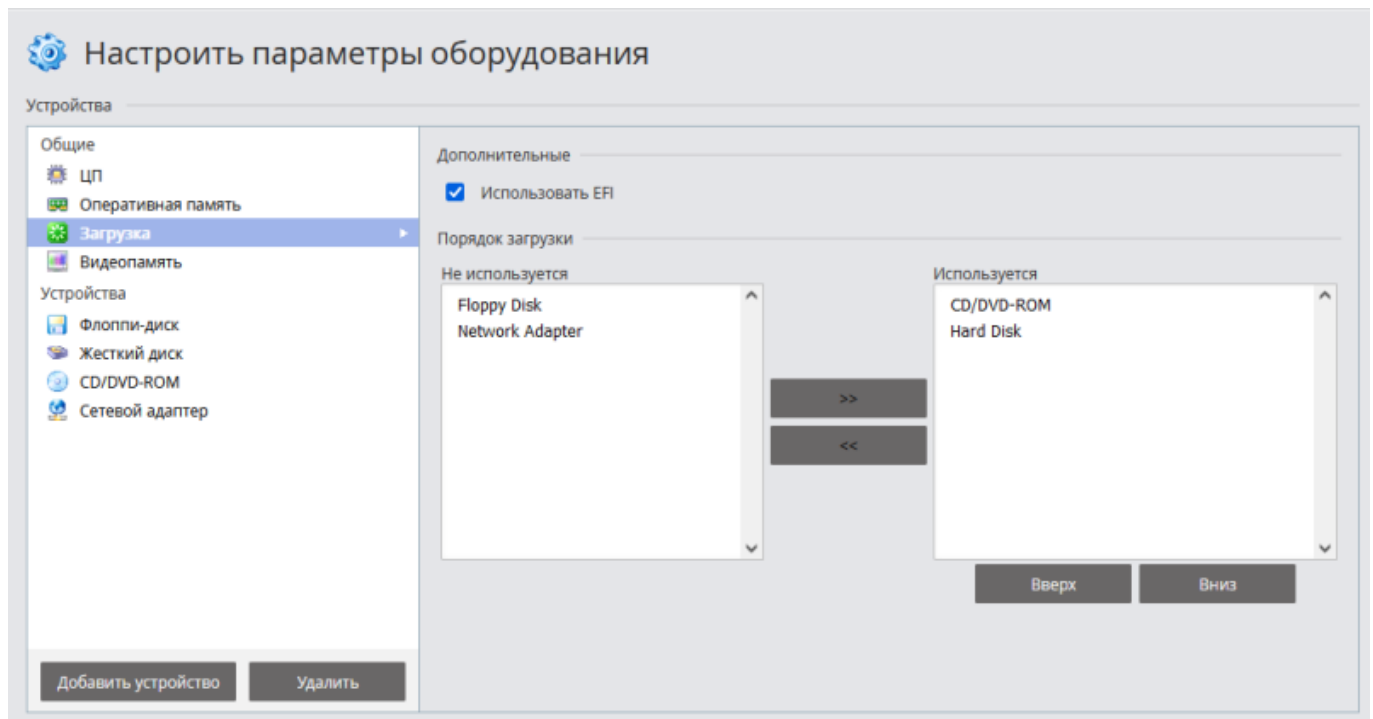 Настроить параметры оборудования
Устройства
Общие
ЦП
Оперативная память
Загрузка
Видеопамять
Устройства
Флоппи-диск
Жесткий диск
CD/DVD-ROM
Сетевой адаптер
Добавить устройство
Удалить
Дополнительные
Использовать EFI
Порядок загрузки
Не используется
Floppy Disk
Network Adapter
>>
<<
Используется
CD/DVD-ROM
Hard Disk
Вверх
Вниз